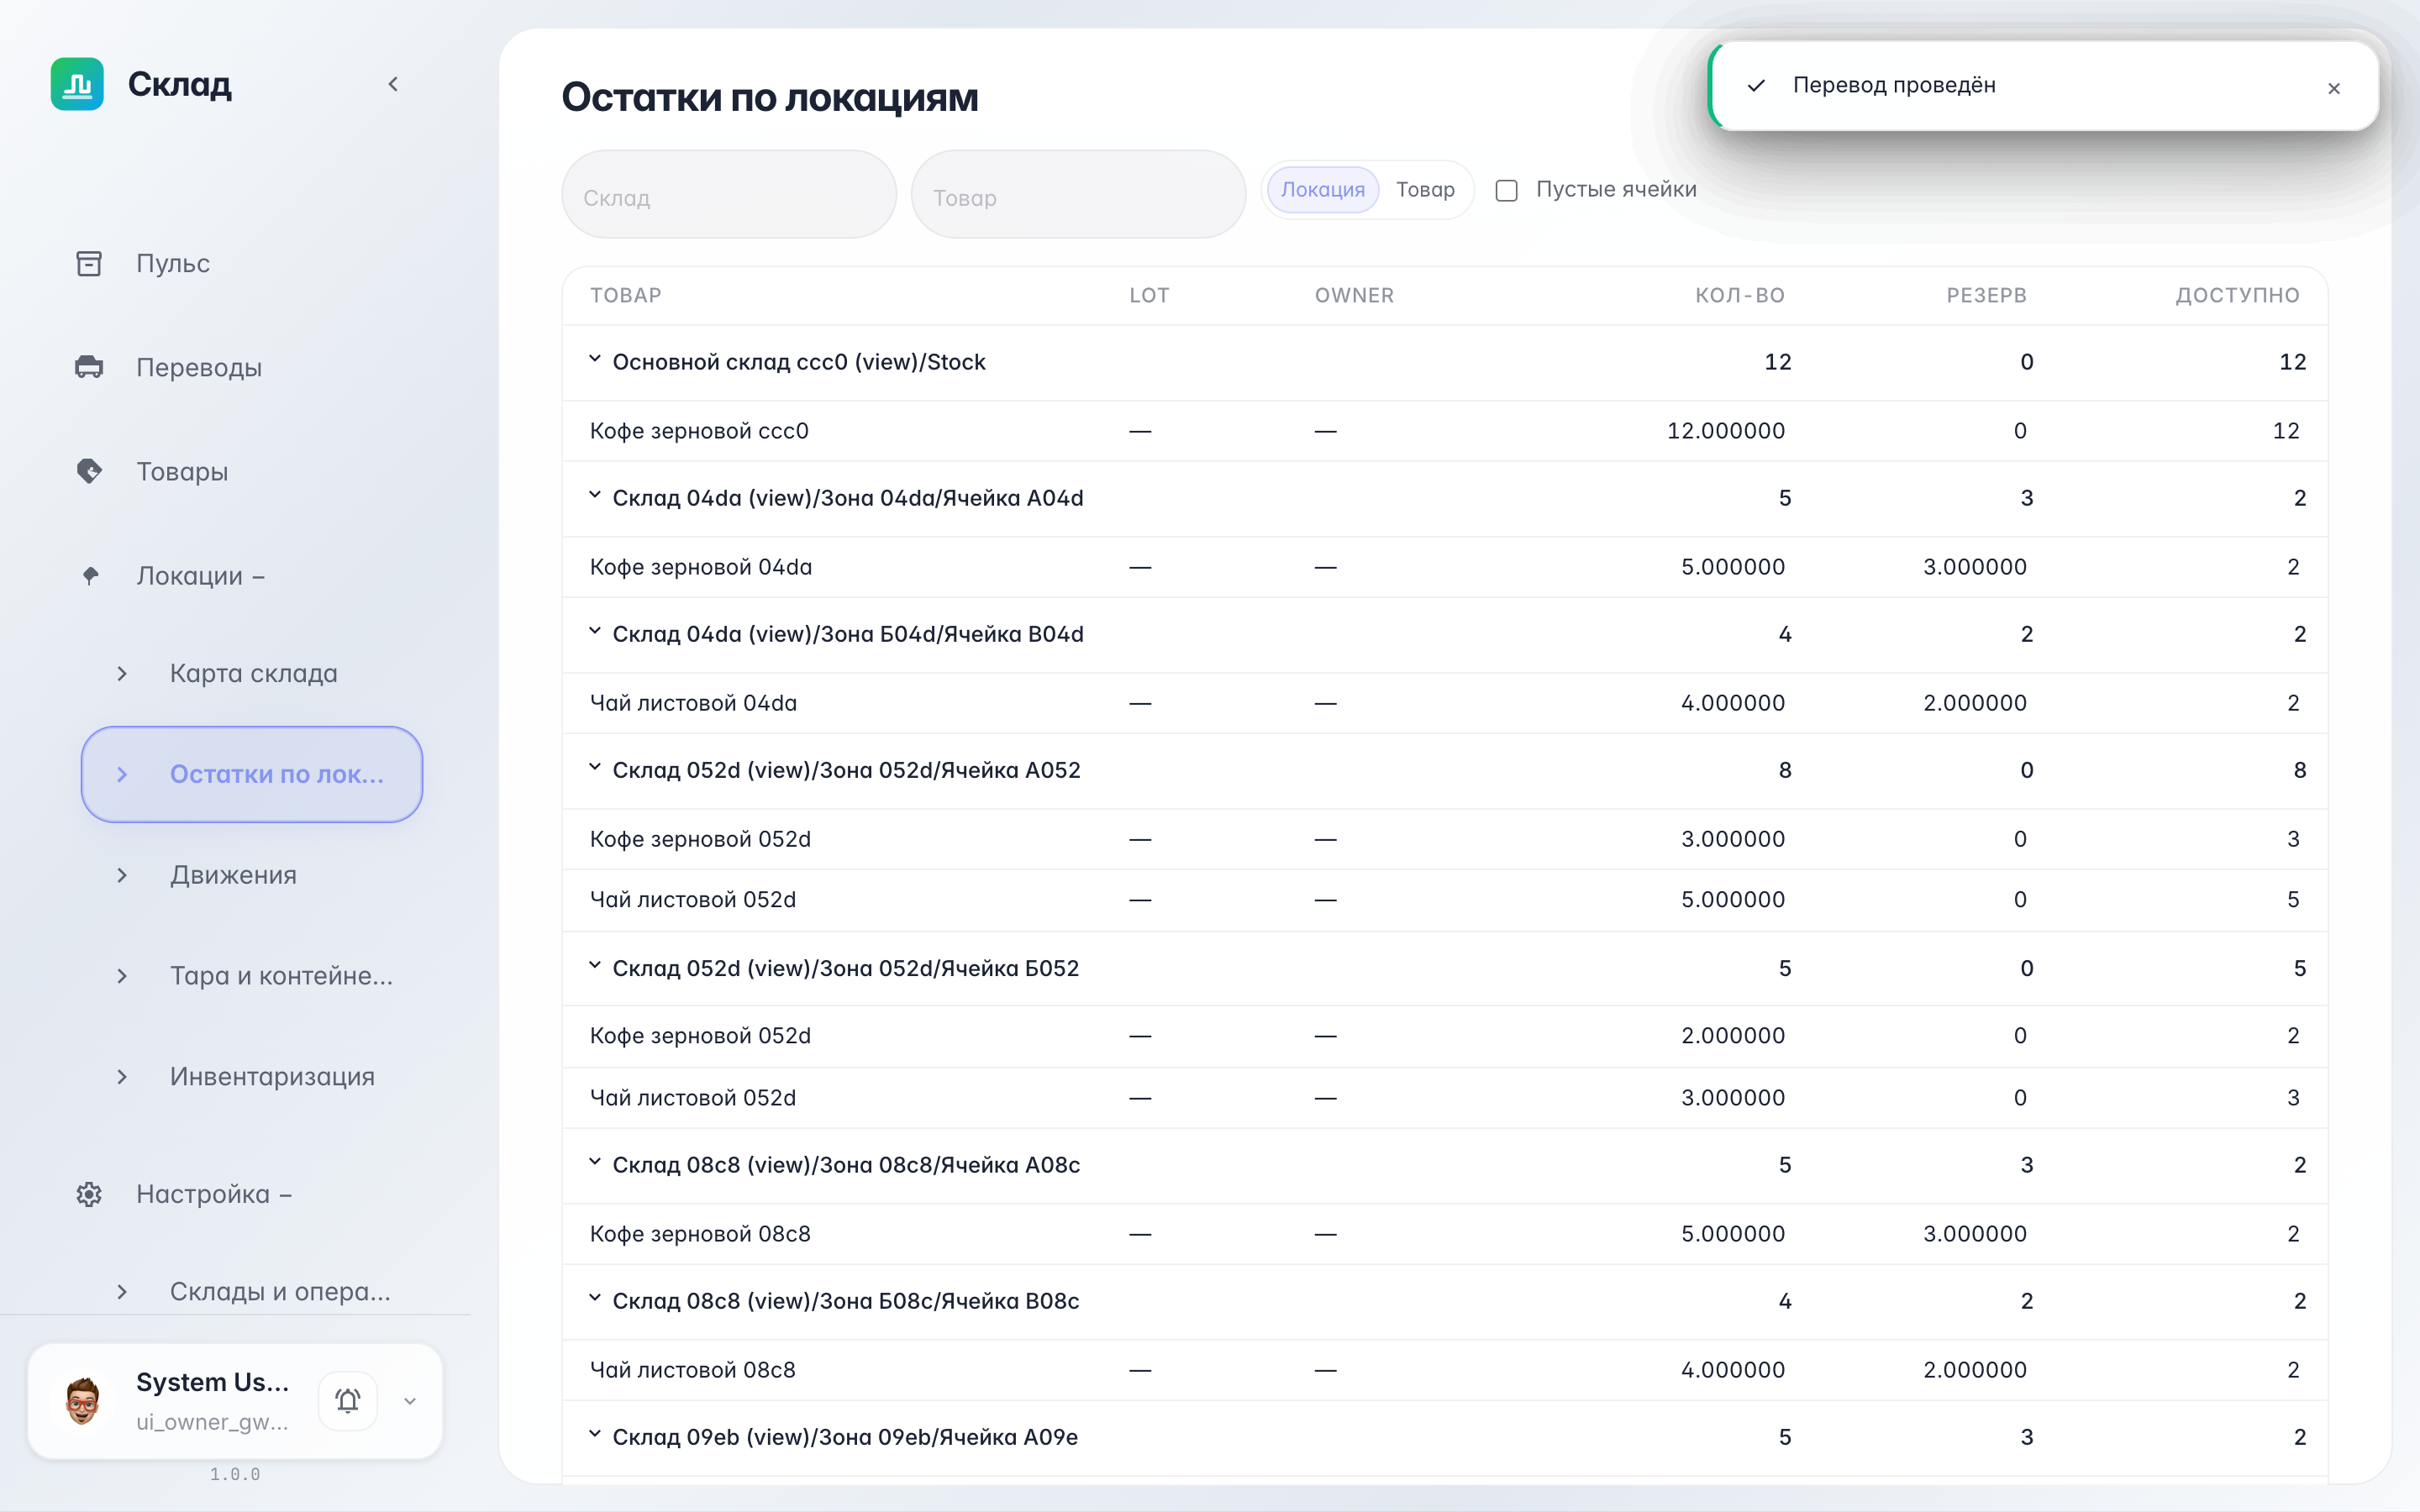 Склад
Пульс
Переводы
Товары
Локации –
Карта склада
Остатки по лок...
Движения
Тара и контейне...
Инвентаризация
Настройка –
Склады и опера...
System Us...
ui_owner_gw...
1.0.0
Остатки по локациям
Перевод проведён
Склад Товар Локация Товар Пустые ячейки
ТОВАР LOT OWNER КОЛ-ВО РЕЗЕРВ ДОСТУПНО
Основной склад ccc0 (view)/Stock 12 0 12
Кофе зерновой ccc0 — — 12.000000 0 12
Склад 04da (view)/Зона 04da/Ячейка А04d 5 3 2
Кофе зерновой 04da — — 5.000000 3.000000 2
Склад 04da (view)/Зона Б04d/Ячейка В04d 4 2 2
Чай листовой 04da — — 4.000000 2.000000 2
Склад 052d (view)/Зона 052d/Ячейка А052 8 0 8
Кофе зерновой 052d — — 3.000000 0 3
Чай листовой 052d — — 5.000000 0 5
Склад 052d (view)/Зона 052d/Ячейка Б052 5 0 5
Кофе зерновой 052d — — 2.000000 0 2
Чай листовой 052d — — 3.000000 0 3
Склад 08c8 (view)/Зона 08c8/Ячейка А08c 5 3 2
Кофе зерновой 08c8 — — 5.000000 3.000000 2
Склад 08c8 (view)/Зона Б08c/Ячейка В08c 4 2 2
Чай листовой 08c8 — — 4.000000 2.000000 2
Склад 09eb (view)/Зона 09eb/Ячейка А09e 5 3 2